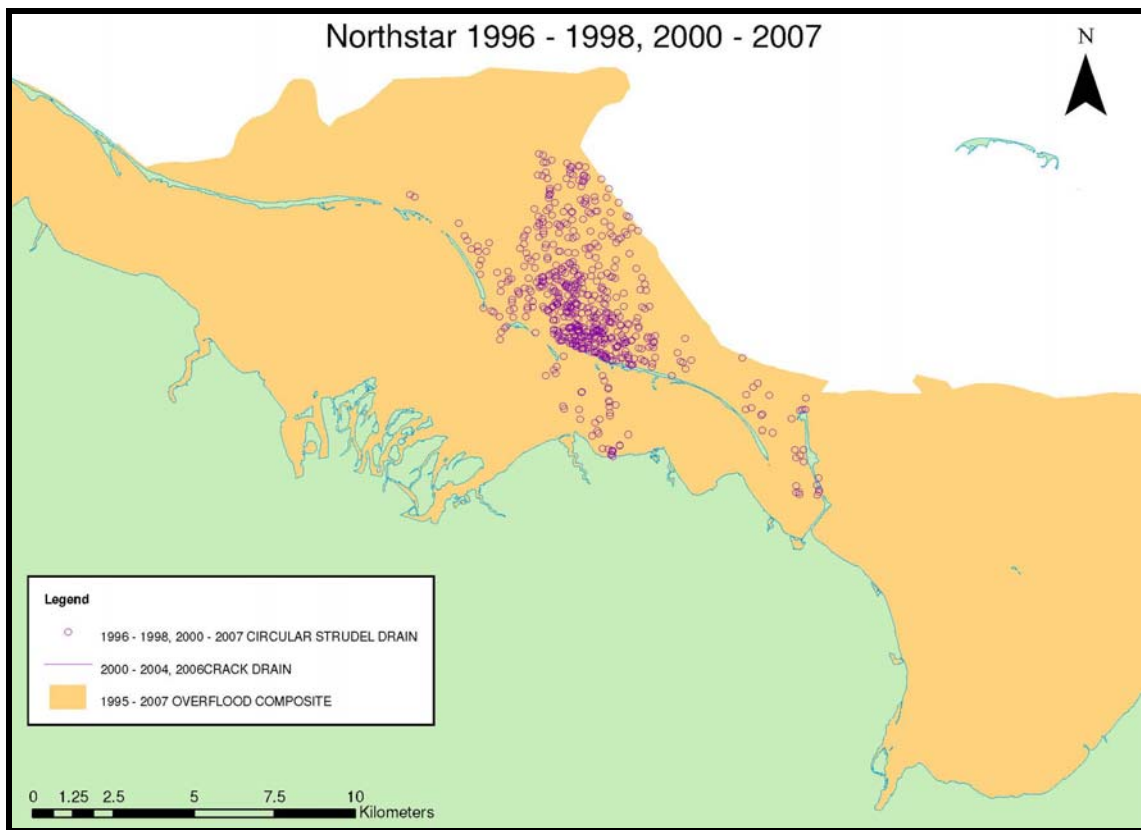 Northstar 1996 - 1998, 2000 - 2007
N
Legend
1996 - 1998, 2000 - 2007 CIRCULAR STRUDEL DRAIN
2000 - 2004, 2006CRACK DRAIN
1995 - 2007 OVERFLOOD COMPOSITE
0 1.25 2.5 5 7.5 10
Kilometers